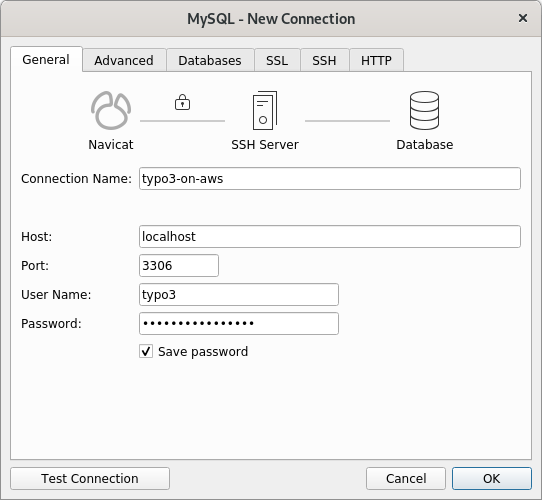 MySQL - New Connection
General Advanced Databases SSL SSH HTTP
Navicat SSH Server Database
Connection Name: typo3-on-aws
Host: localhost
Port: 3306
User Name: typo3
Password: ••••••••••••••••
Save password
Test Connection Cancel OK